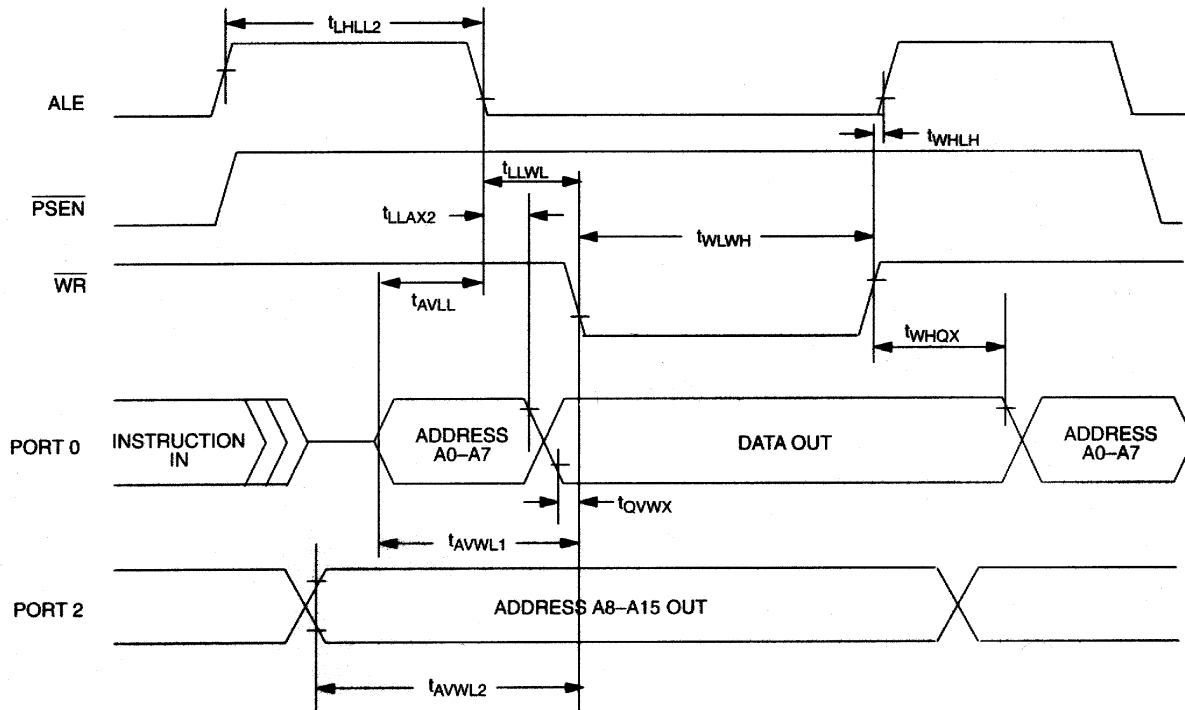 tLHLL2
ALE
tWHLH
tLLWL
PSEN
tLLAX2
tWLWH
WR
tAVLL
tWHQX
PORT 0
INSTRUCTION
IN
ADDRESS
A0–A7
DATA OUT
ADDRESS
A0–A7
tQVWX
tAVWL1
PORT 2
ADDRESS A8–A15 OUT
tAVWL2